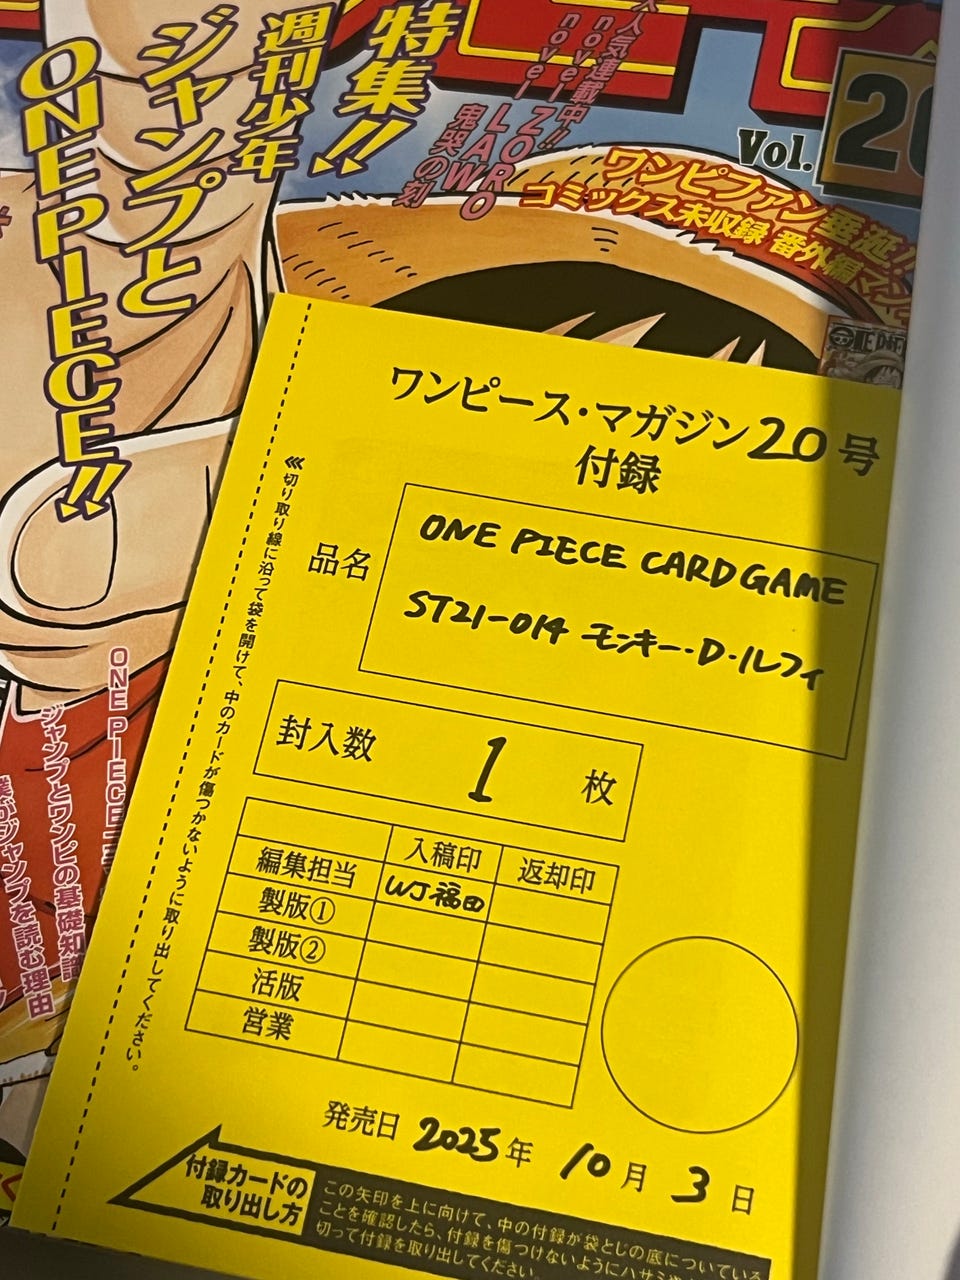 特集!!
週刊少年
ジャンプと
ONE PIECE!!
大人気連載中!!
novel ZORO
novel LAW
鬼哭の刻
Vol.
20
ワンピファン垂涎!!
コミックス未収録 番外編マン
ワンピース・マガジン20号
付録
品名
ONE PIECE CARD GAME
ST21-014 モンキー・D・ルフィ
封入数 1 枚
入稿印 返却印
編集担当 WJ福田
製版①
製版②
活版
営業
発売日 2025年 10月 3日
<<<切り取り線に沿って袋を開けて、中のカードが傷つかないように取り出してください。
付録カードの
取り出し方
この矢印を上に向けて、中の付録が袋とじの底についている
ことを確認したら、付録を傷つけないようにハサミや
切って付録を取り出してください。
ONE PIECE
ジャンプとワンピの基礎知識
僕がジャンプを読む理由